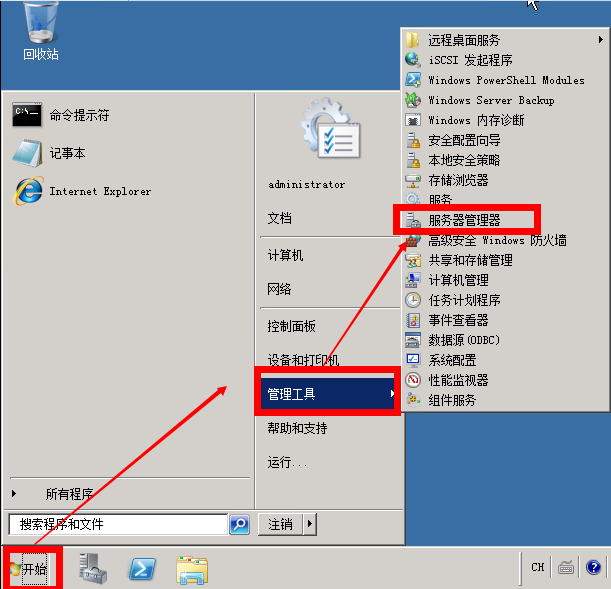 回收站
命令提示符
记事本
Internet Explorer
所有程序
搜索程序和文件
注销
administrator
文档
计算机
网络
控制面板
设备和打印机
管理工具
帮助和支持
运行...
远程桌面服务
iSCSI 发起程序
Windows PowerShell Modules
Windows Server Backup
Windows 内存诊断
安全配置向导
本地安全策略
存储浏览器
服务
服务器管理器
高级安全 Windows 防火墙
共享和存储管理
计算机管理
任务计划程序
事件查看器
数据源(ODBC)
系统配置
性能监视器
组件服务
开始
CH